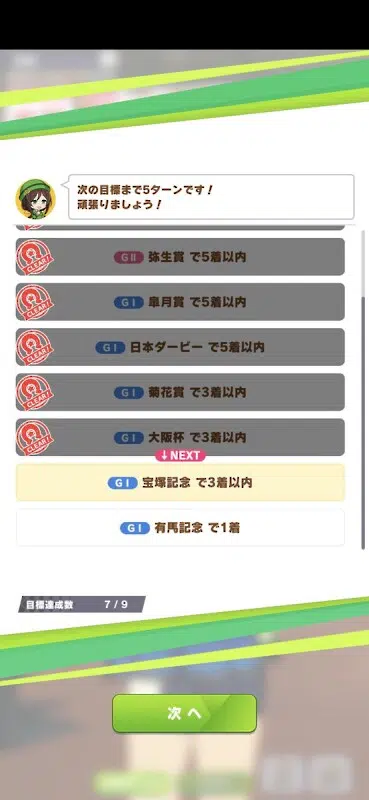 次の目標まで5ターンです！
頑張りましょう！
CLEAR!
GⅡ 弥生賞 で5着以内
CLEAR!
GⅠ 皐月賞 で5着以内
CLEAR!
GⅠ 日本ダービー で5着以内
CLEAR!
GⅠ 菊花賞 で3着以内
CLEAR!
GⅠ 大阪杯 で3着以内
↓NEXT
GⅠ 宝塚記念 で3着以内
GⅠ 有馬記念 で1着
目標達成数 7 / 9
次へ